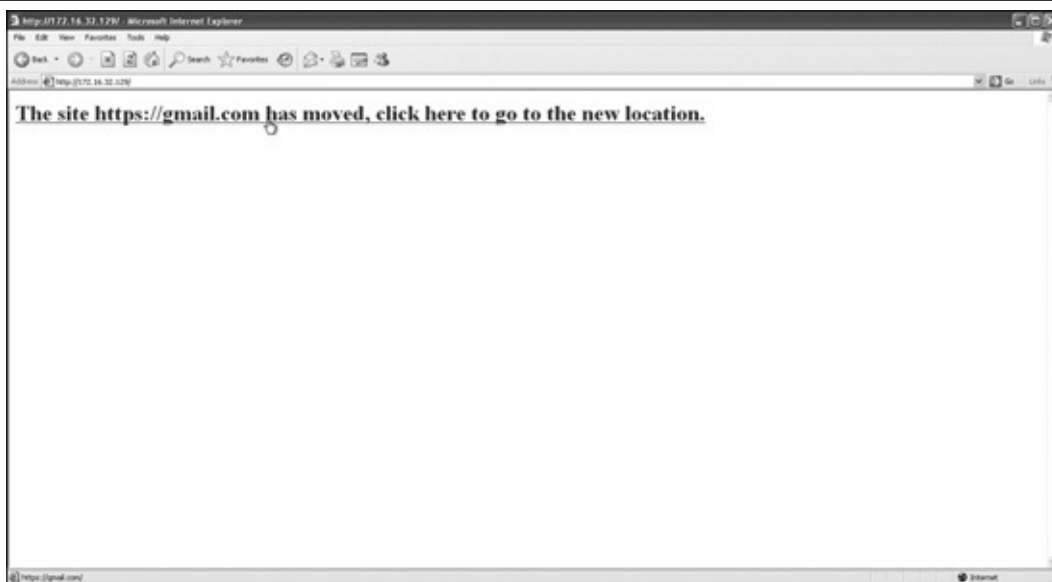 http://172.16.32.129/ - Microsoft Internet Explorer
File Edit View Favorites Tools Help
Back Search Favorites
Address http://172.16.32.129/ Go Links
The site https://gmail.com has moved, click here to go to the new location.
https://gmail.com/ Internet